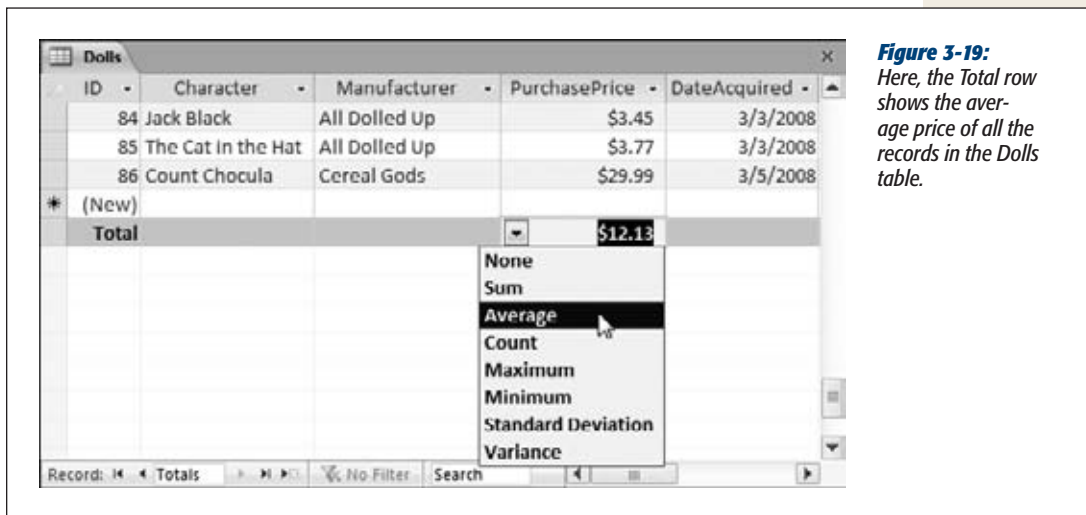 Dolls
ID Character Manufacturer PurchasePrice DateAcquired
84 Jack Black All Dolled Up $3.45 3/3/2008
85 The Cat in the Hat All Dolled Up $3.77 3/3/2008
86 Count Chocula Cereal Gods $29.99 3/5/2008
(New)
Total $12.13
None
Sum
Average
Count
Maximum
Minimum
Standard Deviation
Variance
Record: Totals No Filter Search
Figure 3-19:
Here, the Total row
shows the aver-
age price of all the
records in the Dolls
table.